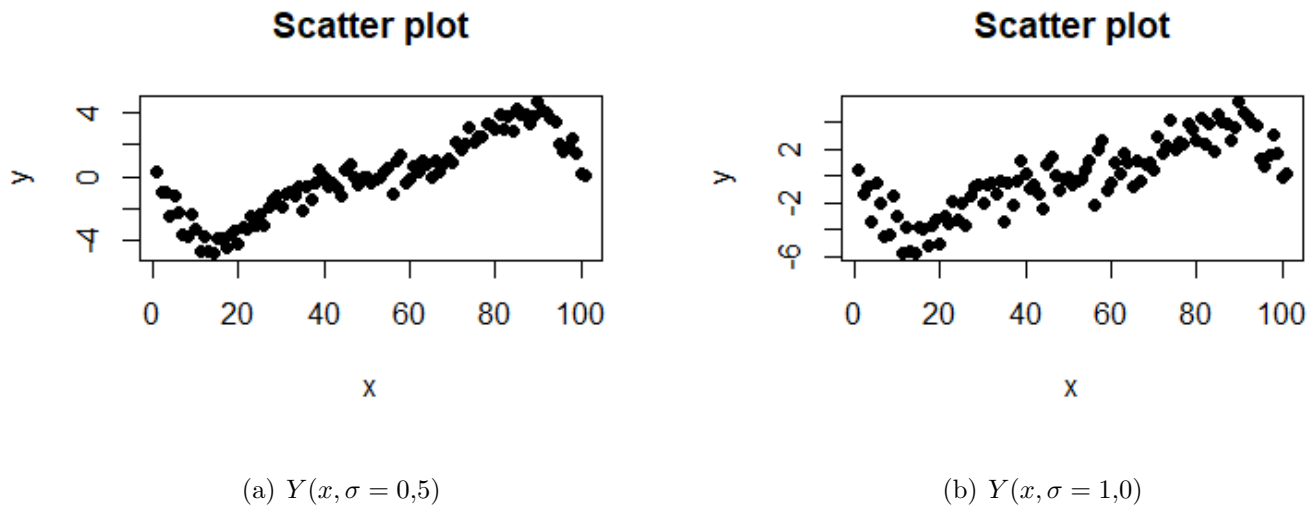 Scatter plot
4
0
-4
y
0 20 40 60 80 100
x
(a) Y(x, σ = 0,5)
Scatter plot
2
-2
-6
y
0 20 40 60 80 100
x
(b) Y(x, σ = 1,0)